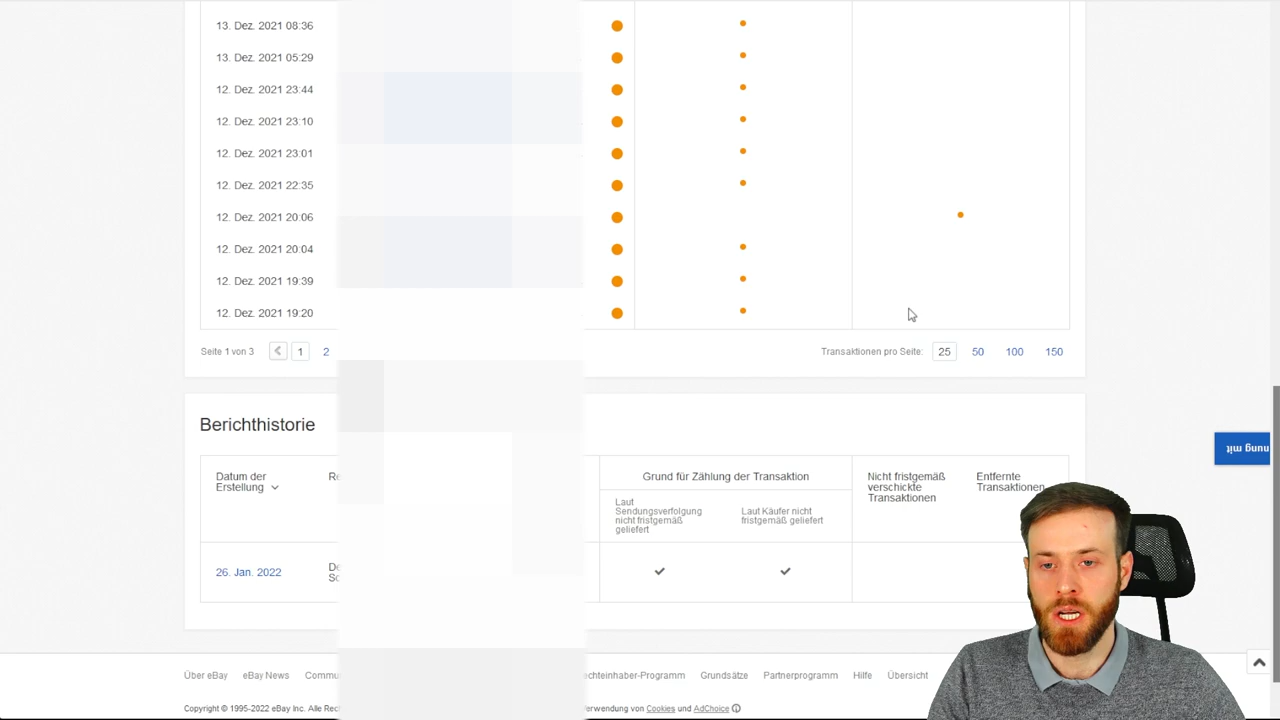 13. Dez. 2021 08:36
13. Dez. 2021 05:29
12. Dez. 2021 23:44
12. Dez. 2021 23:10
12. Dez. 2021 23:01
12. Dez. 2021 22:35
12. Dez. 2021 20:06
12. Dez. 2021 20:04
12. Dez. 2021 19:39
12. Dez. 2021 19:20
Seite 1 von 3 1 2
Transaktionen pro Seite: 25 50 100 150
Berichthistorie
Datum der
Erstellung
Grund für Zählung der Transaktion
Laut
Sendungsverfolgung
nicht fristgemäß
geliefert
Laut Käufer nicht
fristgemäß geliefert
Nicht fristgemäß
verschickte
Transaktionen
Entfernte
Transaktionen
26. Jan. 2022
Über eBay eBay News Grundsätze Partnerprogramm Hilfe Übersicht
Copyright © 1995-2022 eBay Inc. Alle Cookies und AdChoice
nung mit